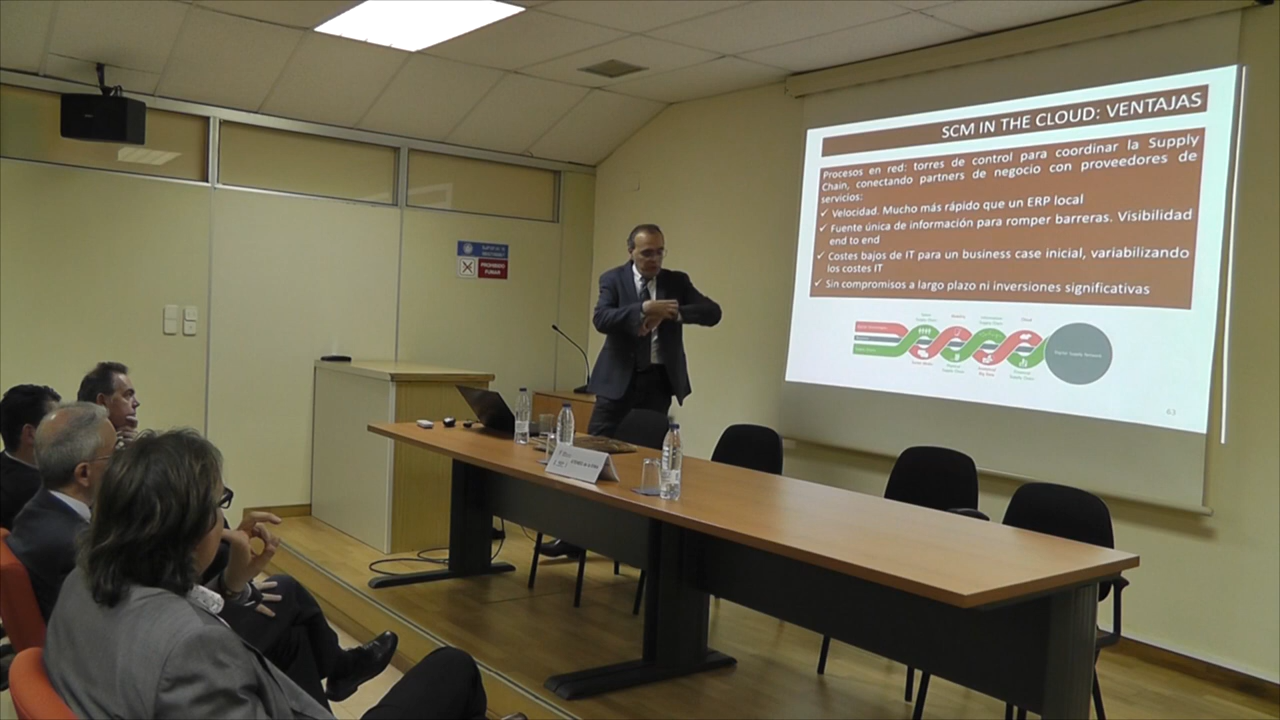 SCM IN THE CLOUD: VENTAJAS
Procesos en red: torres de control para coordinar la Supply
Chain, conectando partners de negocio con proveedores de
servicios:
✓ Velocidad. Mucho más rápido que un ERP local
✓ Fuente única de información para romper barreras. Visibilidad
end to end
✓ Costes bajos de IT para un business case inicial, variabilizando
los costes IT
✓ Sin compromisos a largo plazo ni inversiones significativas
Digital Supply Network
63
PROHIBIDO
FUMAR